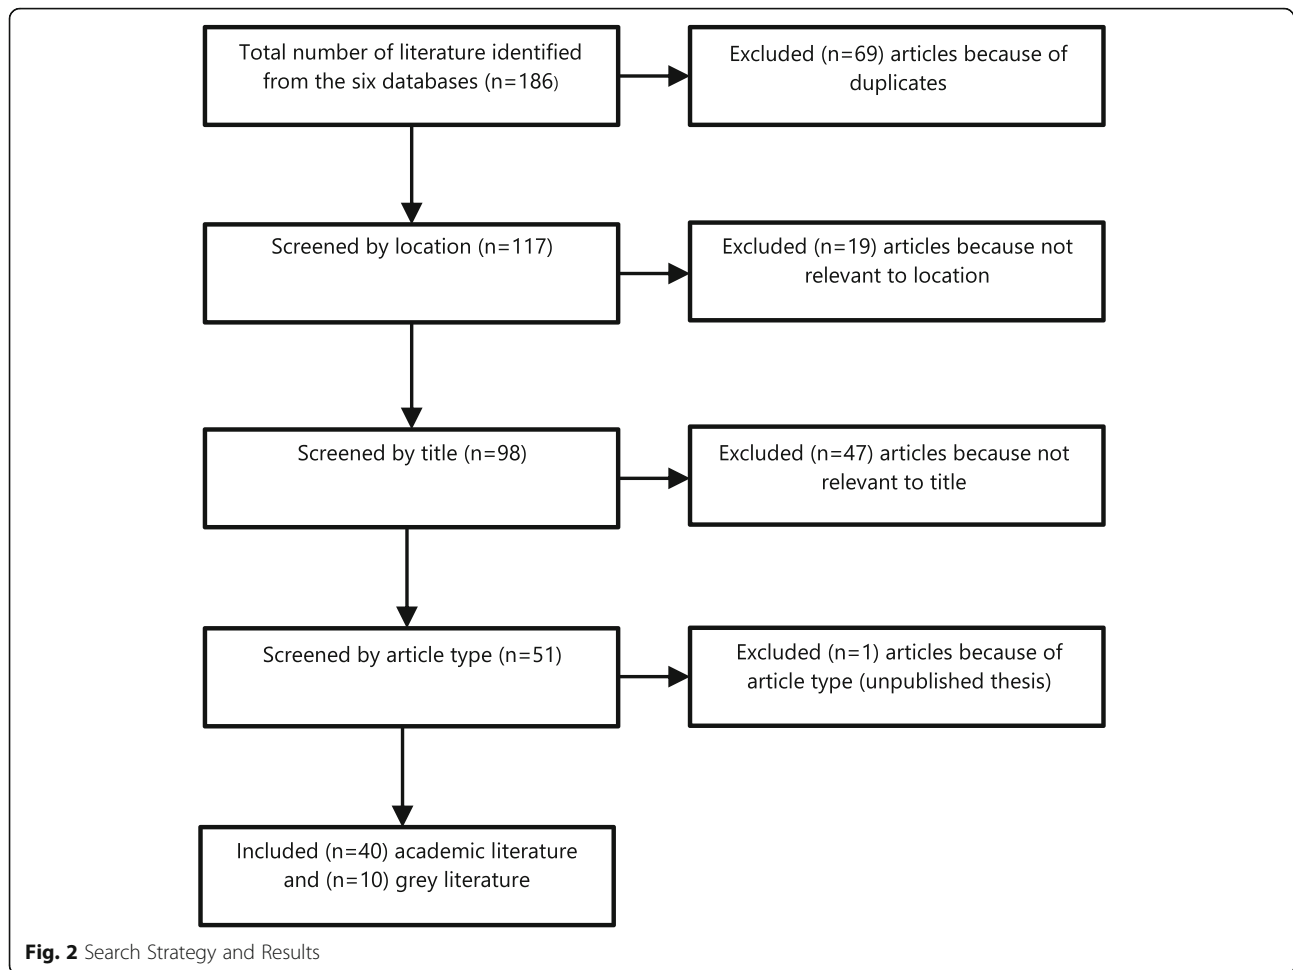 Total number of literature identified
from the six databases (n=186)
Excluded (n=69) articles because of
duplicates
Screened by location (n=117)
Excluded (n=19) articles because not
relevant to location
Screened by title (n=98)
Excluded (n=47) articles because not
relevant to title
Screened by article type (n=51)
Excluded (n=1) articles because of
article type (unpublished thesis)
Included (n=40) academic literature
and (n=10) grey literature
Fig. 2 Search Strategy and Results